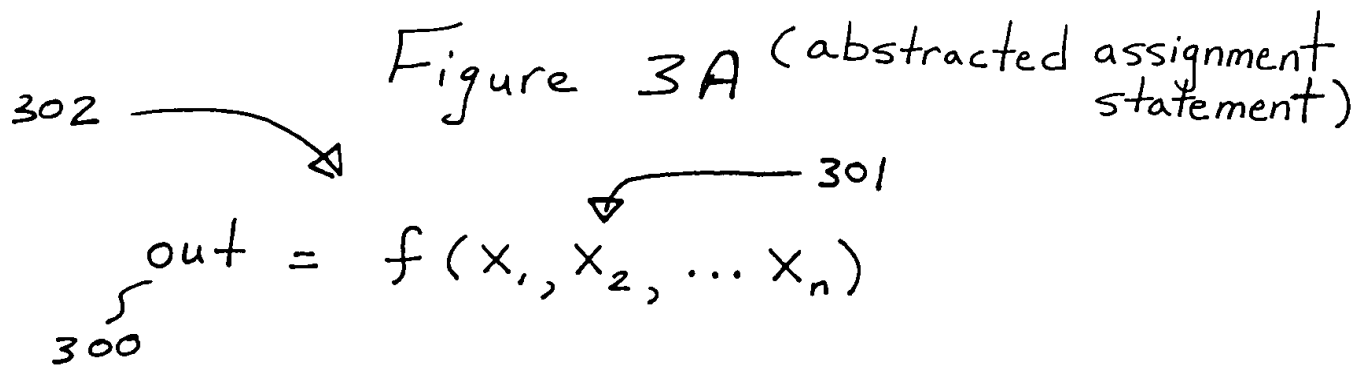 Figure 3A (abstracted assignment
statement)
302
301
out = f(x₁, x₂, ... xₙ)
300